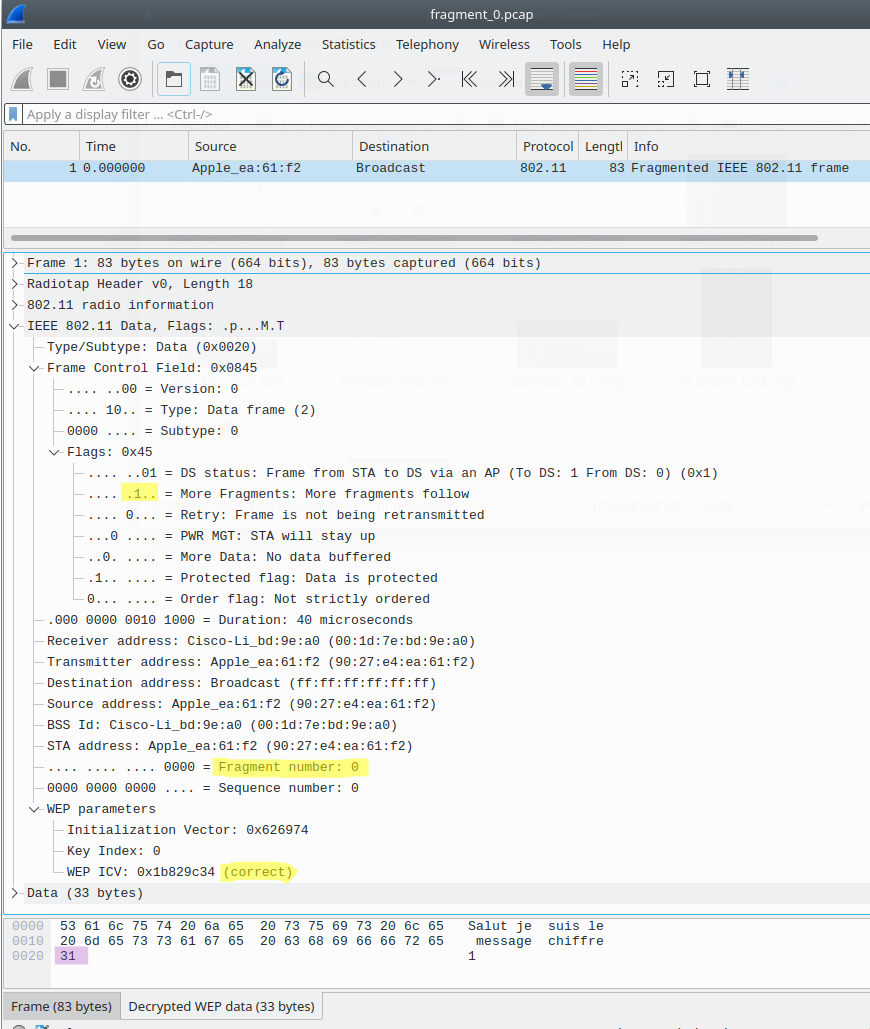 fragment_0.pcap
File Edit View Go Capture Analyze Statistics Telephony Wireless Tools Help
Apply a display filter ... <Ctrl-/>
No. Time Source Destination Protocol Lengtl Info
1 0.000000 Apple_ea:61:f2 Broadcast 802.11 83 Fragmented IEEE 802.11 frame
Frame 1: 83 bytes on wire (664 bits), 83 bytes captured (664 bits)
Radiotap Header v0, Length 18
802.11 radio information
IEEE 802.11 Data, Flags: .p...M.T
Type/Subtype: Data (0x0020)
Frame Control Field: 0x0845
.... ..00 = Version: 0
.... 10.. = Type: Data frame (2)
0000 .... = Subtype: 0
Flags: 0x45
.... ..01 = DS status: Frame from STA to DS via an AP (To DS: 1 From DS: 0) (0x1)
.... .1.. = More Fragments: More fragments follow
.... 0... = Retry: Frame is not being retransmitted
...0 .... = PWR MGT: STA will stay up
..0. .... = More Data: No data buffered
.1.. .... = Protected flag: Data is protected
0... .... = Order flag: Not strictly ordered
.000 0000 0010 1000 = Duration: 40 microseconds
Receiver address: Cisco-Li_bd:9e:a0 (00:1d:7e:bd:9e:a0)
Transmitter address: Apple_ea:61:f2 (90:27:e4:ea:61:f2)
Destination address: Broadcast (ff:ff:ff:ff:ff:ff)
Source address: Apple_ea:61:f2 (90:27:e4:ea:61:f2)
BSS Id: Cisco-Li_bd:9e:a0 (00:1d:7e:bd:9e:a0)
STA address: Apple_ea:61:f2 (90:27:e4:ea:61:f2)
.... .... .... 0000 = Fragment number: 0
0000 0000 0000 .... = Sequence number: 0
WEP parameters
Initialization Vector: 0x626974
Key Index: 0
WEP ICV: 0x1b829c34 (correct)
Data (33 bytes)
0000 53 61 6c 75 74 20 6a 65 20 73 75 69 73 20 6c 65 Salut je suis le
0010 20 6d 65 73 73 61 67 65 20 63 68 69 66 66 72 65 message chiffre
0020 31 1
Frame (83 bytes) Decrypted WEP data (33 bytes)